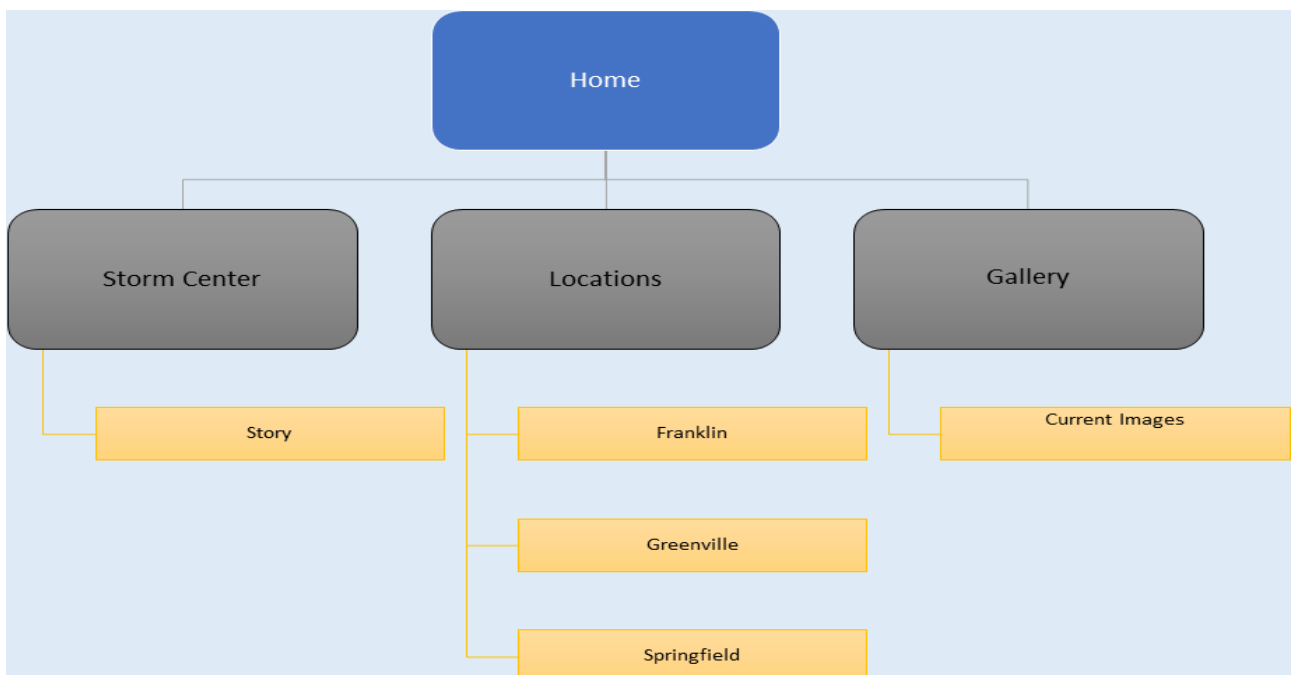 Home
Storm Center
Locations
Gallery
Story
Franklin
Current Images
Greenville
Springfield